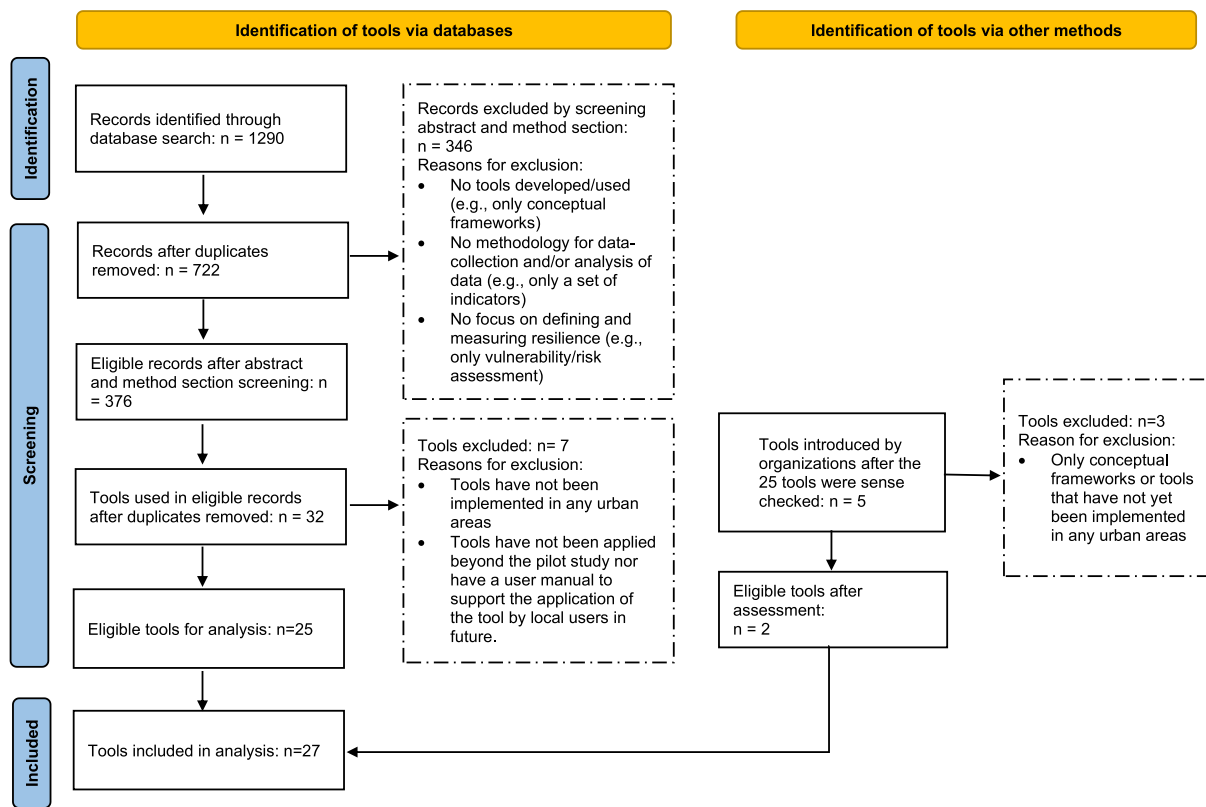 Identification of tools via databases
Identification of tools via other methods
Identification
Records identified through
database search: n = 1290
Records excluded by screening
abstract and method section:
n = 346
Reasons for exclusion:
• No tools developed/used
(e.g., only conceptual
frameworks)
• No methodology for data-
collection and/or analysis of
data (e.g., only a set of
indicators)
• No focus on defining and
measuring resilience (e.g.,
only vulnerability/risk
assessment)
Screening
Records after duplicates
removed: n = 722
Eligible records after abstract
and method section screening: n
= 376
Tools used in eligible records
after duplicates removed: n = 32
Tools excluded: n= 7
Reasons for exclusion:
• Tools have not been
implemented in any urban
areas
• Tools have not been applied
beyond the pilot study nor
have a user manual to
support the application of
the tool by local users in
future.
Eligible tools for analysis: n=25
Tools introduced by
organizations after the
25 tools were sense
checked: n = 5
Tools excluded: n=3
Reason for exclusion:
• Only conceptual
frameworks or tools
that have not yet
been implemented
in any urban areas
Eligible tools after
assessment:
n = 2
Included
Tools included in analysis: n=27